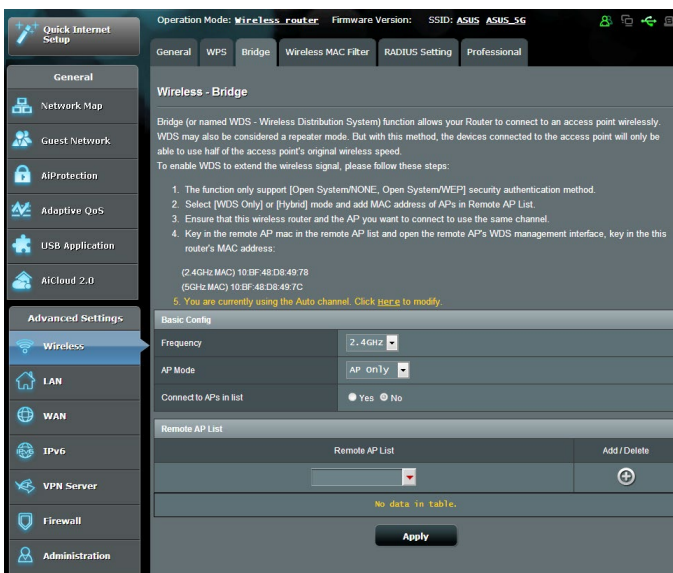 Quick Internet
Setup
Operation Mode: Wireless router Firmware Version: SSID: ASUS ASUS_5G
General WPS Bridge Wireless MAC Filter RADIUS Setting Professional
General
Network Map
Guest Network
AiProtection
Adaptive QoS
USB Application
AiCloud 2.0
Advanced Settings
Wireless
LAN
WAN
IPv6
VPN Server
Firewall
Administration
Wireless - Bridge
Bridge (or named WDS - Wireless Distribution System) function allows your Router to connect to an access point wirelessly.
WDS may also be considered a repeater mode. But with this method, the devices connected to the access point will only be
able to use half of the access point's original wireless speed.
To enable WDS to extend the wireless signal, please follow these steps:
1. The function only support [Open System/NONE, Open System/WEP] security authentication method.
2. Select [WDS Only] or [Hybrid] mode and add MAC address of APs in Remote AP List.
3. Ensure that this wireless router and the AP you want to connect to use the same channel.
4. Key in the remote AP mac in the remote AP list and open the remote AP's WDS management interface, key in the this
router's MAC address:
(2.4GHz MAC) 10:BF:48:D8:49:78
(5GHz MAC) 10:BF:48:D8:49:7C
5. You are currently using the Auto channel. Click Here to modify.
Basic Config
Frequency 2.4GHz
AP Mode AP Only
Connect to APs in list Yes No
Remote AP List
Remote AP List Add / Delete
No data in table.
Apply